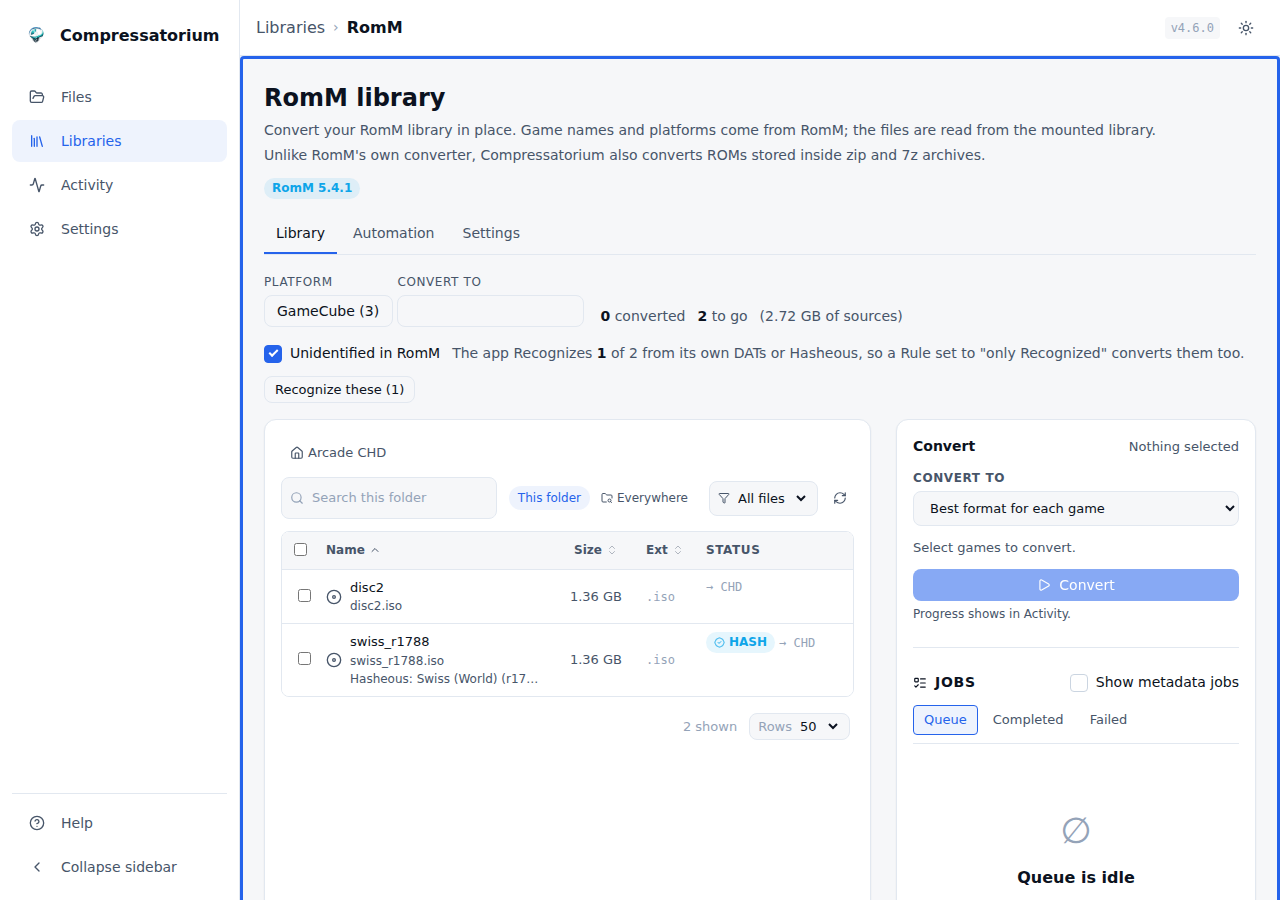 Compressatorium
Libraries › RomM
v4.6.0
Files
Libraries
Activity
Settings
Help
Collapse sidebar
RomM library
Convert your RomM library in place. Game names and platforms come from RomM; the files are read from the mounted library.
Unlike RomM's own converter, Compressatorium also converts ROMs stored inside zip and 7z archives.
RomM 5.4.1
Library Automation Settings
PLATFORM CONVERT TO
GameCube (3) 0 converted 2 to go (2.72 GB of sources)
Unidentified in RomM The app Recognizes 1 of 2 from its own DATs or Hasheous, so a Rule set to "only Recognized" converts them too.
Recognize these (1)
Arcade CHD
Search this folder This folder Everywhere All files
Name Size Ext STATUS
disc2
disc2.iso
1.36 GB .iso → CHD
swiss_r1788
swiss_r1788.iso
Hasheous: Swiss (World) (r17…
1.36 GB .iso HASH → CHD
2 shown Rows 50
Convert Nothing selected
CONVERT TO
Best format for each game
Select games to convert.
Convert
Progress shows in Activity.
JOBS Show metadata jobs
Queue Completed Failed
Queue is idle